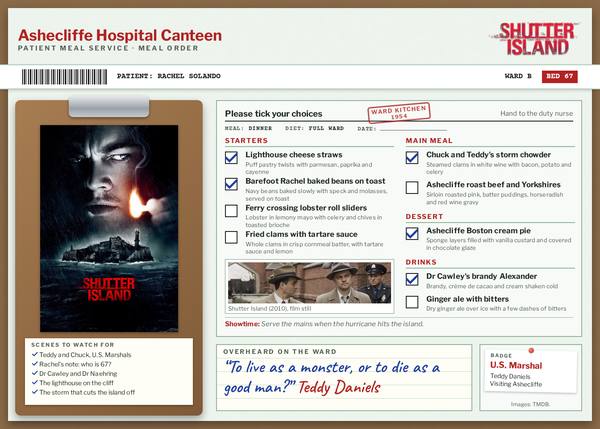 Ashecliffe Hospital Canteen
PATIENT MEAL SERVICE · MEAL ORDER
SHUTTER
ISLAND
PATIENT: RACHEL SOLANDO
WARD B
BED 67
SHUTTER
ISLAND
SCENES TO WATCH FOR
Teddy and Chuck, U.S. Marshals
Rachel's note: who is 67?
Dr Cawley and Dr Naehring
The lighthouse on the cliff
The storm that cuts the island off
Please tick your choices
WARD KITCHEN
1954
Hand to the duty nurse
MEAL: DINNER
DIET: FULL WARD
DATE:
STARTERS
Lighthouse cheese straws
Puff pastry twists with parmesan, paprika and
cayenne
Barefoot Rachel baked beans on toast
Navy beans baked slowly with speck and molasses,
served on toast
Ferry crossing lobster roll sliders
Lobster in lemony mayo with celery and chives in
toasted brioche
Fried clams with tartare sauce
Whole clams in crisp cornmeal batter, with tartare
sauce and lemon
Shutter Island (2010), film still
MAIN MEAL
Chuck and Teddy's storm chowder
Steamed clams in white wine with bacon, potato and
celery
Ashecliffe roast beef and Yorkshires
Sirloin roasted pink, batter puddings, horseradish
and red wine gravy
DESSERT
Ashecliffe Boston cream pie
Sponge layers filled with vanilla custard and covered
in chocolate glaze
DRINKS
Dr Cawley's brandy Alexander
Brandy, crème de cacao and cream shaken cold
Ginger ale with bitters
Dry ginger ale over ice with a few dashes of bitters
Showtime: Serve the mains when the hurricane hits the island.
OVERHEARD ON THE WARD
"To live as a monster, or to die as a
good man?" Teddy Daniels
BADGE
U.S. Marshal
Teddy Daniels
Visiting Ashecliffe
Images: TMDB.